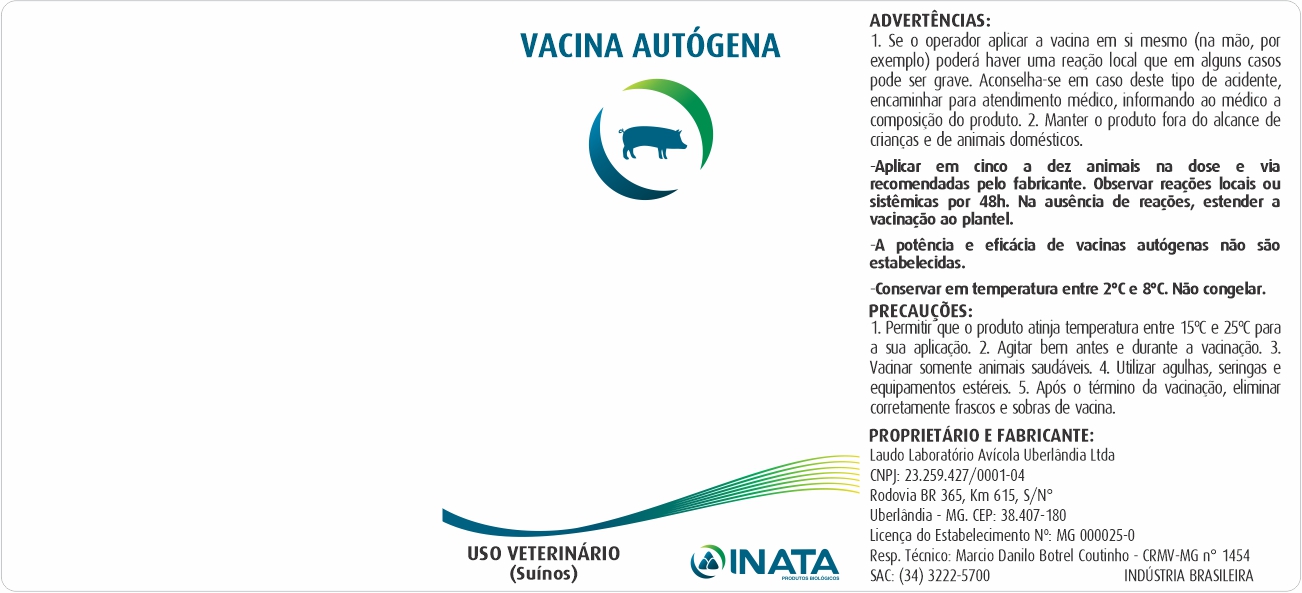 VACINA AUTÓGENA
USO VETERINÁRIO
(Suínos)
INATA
PRODUTOS BIOLÓGICOS
ADVERTÊNCIAS:
1. Se o operador aplicar a vacina em si mesmo (na mão, por
exemplo) poderá haver uma reação local que em alguns casos
pode ser grave. Aconselha-se em caso deste tipo de acidente,
encaminhar para atendimento médico, informando ao médico a
composição do produto. 2. Manter o produto fora do alcance de
crianças e de animais domésticos.
-Aplicar em cinco a dez animais na dose e via
recomendadas pelo fabricante. Observar reações locais ou
sistêmicas por 48h. Na ausência de reações, estender a
vacinação ao plantel.
-A potência e eficácia de vacinas autógenas não são
estabelecidas.
-Conservar em temperatura entre 2ºC e 8ºC. Não congelar.
PRECAUÇÕES:
1. Permitir que o produto atinja temperatura entre 15ºC e 25ºC para
a sua aplicação. 2. Agitar bem antes e durante a vacinação. 3.
Vacinar somente animais saudáveis. 4. Utilizar agulhas, seringas e
equipamentos estéreis. 5. Após o término da vacinação, eliminar
corretamente frascos e sobras de vacina.
PROPRIETÁRIO E FABRICANTE:
Laudo Laboratório Avícola Uberlândia Ltda
CNPJ: 23.259.427/0001-04
Rodovia BR 365, Km 615, S/N°
Uberlândia - MG. CEP: 38.407-180
Licença do Estabelecimento Nº: MG 000025-0
Resp. Técnico: Marcio Danilo Botrel Coutinho - CRMV-MG n° 1454
SAC: (34) 3222-5700 INDÚSTRIA BRASILEIRA